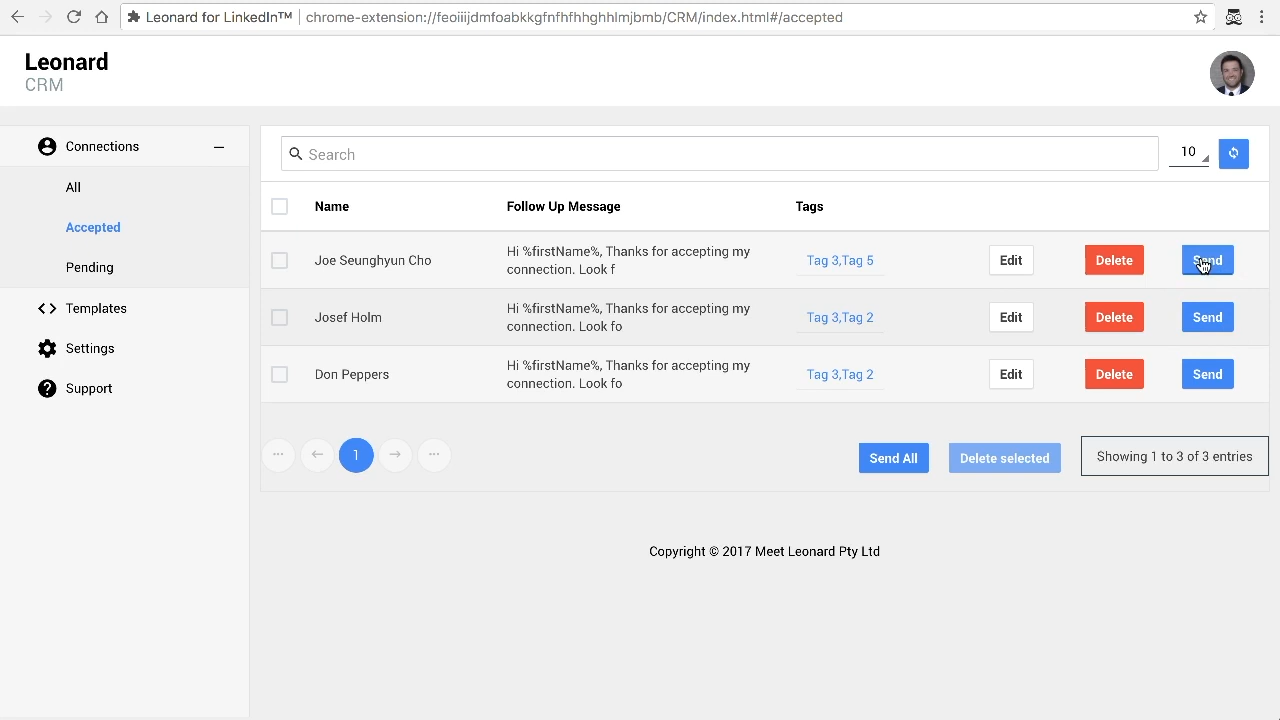 Leonard for LinkedIn™ chrome-extension://feoiiijdmfoabkkgfnfhfhhghhlmjbmb/CRM/index.html#/accepted
Leonard
CRM
Connections
All
Accepted
Pending
Templates
Settings
Support
Search
10
Name Follow Up Message Tags
Joe Seunghyun Cho
Hi %firstName%, Thanks for accepting my
connection. Look f
Tag 3,Tag 5
Edit Delete Send
Josef Holm
Hi %firstName%, Thanks for accepting my
connection. Look fo
Tag 3,Tag 2
Edit Delete Send
Don Peppers
Hi %firstName%, Thanks for accepting my
connection. Look fo
Tag 3,Tag 2
Edit Delete Send
1
Send All Delete selected Showing 1 to 3 of 3 entries
Copyright © 2017 Meet Leonard Pty Ltd